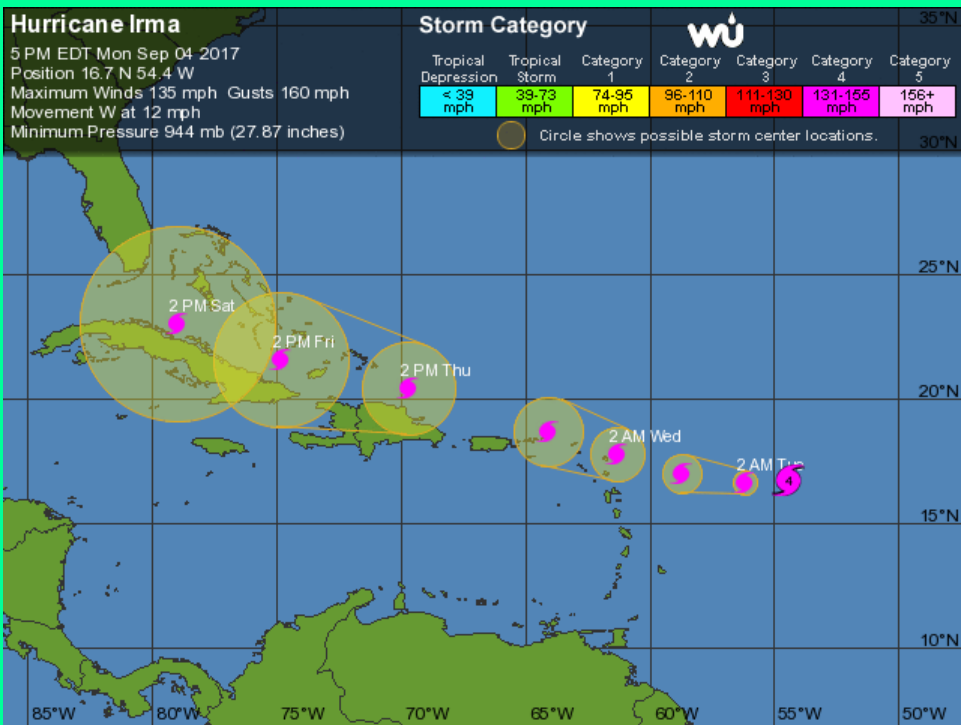 Hurricane Irma
5 PM EDT Mon Sep 04 2017
Position 16.7 N 54.4 W
Maximum Winds 135 mph Gusts 160 mph
Movement W at 12 mph
Minimum Pressure 944 mb (27.87 inches)
Storm Category
wu
Tropical Depression
Tropical Storm
Category 1
Category 2
Category 3
Category 4
Category 5
< 39 mph
39-73 mph
74-95 mph
96-110 mph
111-130 mph
131-155 mph
156+ mph
Circle shows possible storm center locations.
35°N
30°N
25°N
2 PM Sat
2 PM Fri
2 PM Thu
20°N
2 AM Wed
2 AM Tue
4
15°N
10°N
85°W
80°W
75°W
70°W
65°W
60°W
55°W
50°W